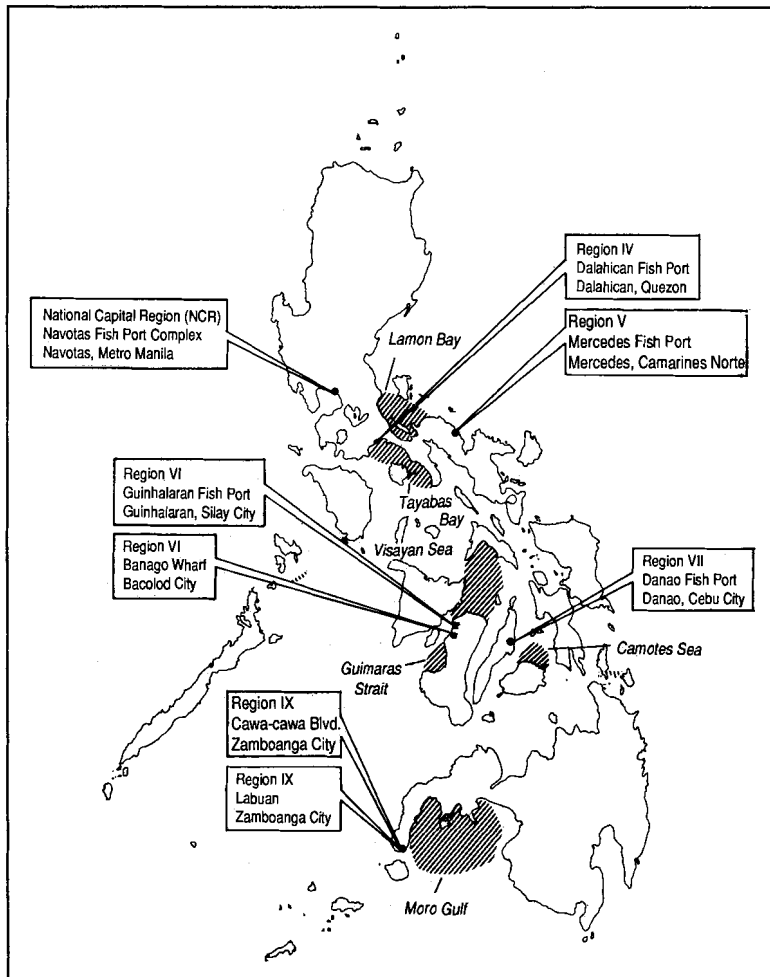 Region IV
Dalahican Fish Port
Dalahican, Quezon
National Capital Region (NCR)
Navotas Fish Port Complex
Navotas, Metro Manila
Region V
Mercedes Fish Port
Mercedes, Camarines Norte
Lamon Bay
Region VI
Guinhalaran Fish Port
Guinhalaran, Silay City
Tayabas
Bay
Visayan Sea
Region VI
Banago Wharf
Bacolod City
Region VII
Danao Fish Port
Danao, Cebu City
Camotes Sea
Guimaras
Strait
Region IX
Cawa-cawa Blvd.
Zamboanga City
Region IX
Labuan
Zamboanga City
Moro Gulf